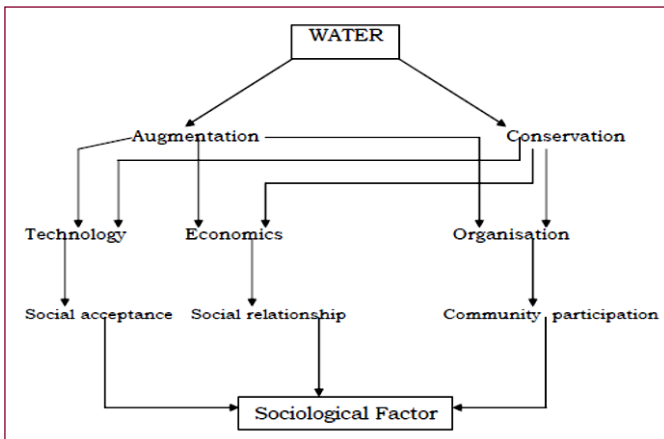 WATER
Augmentation
Conservation
Technology
Economics
Organisation
Social acceptance
Social relationship
Community participation
Sociological Factor